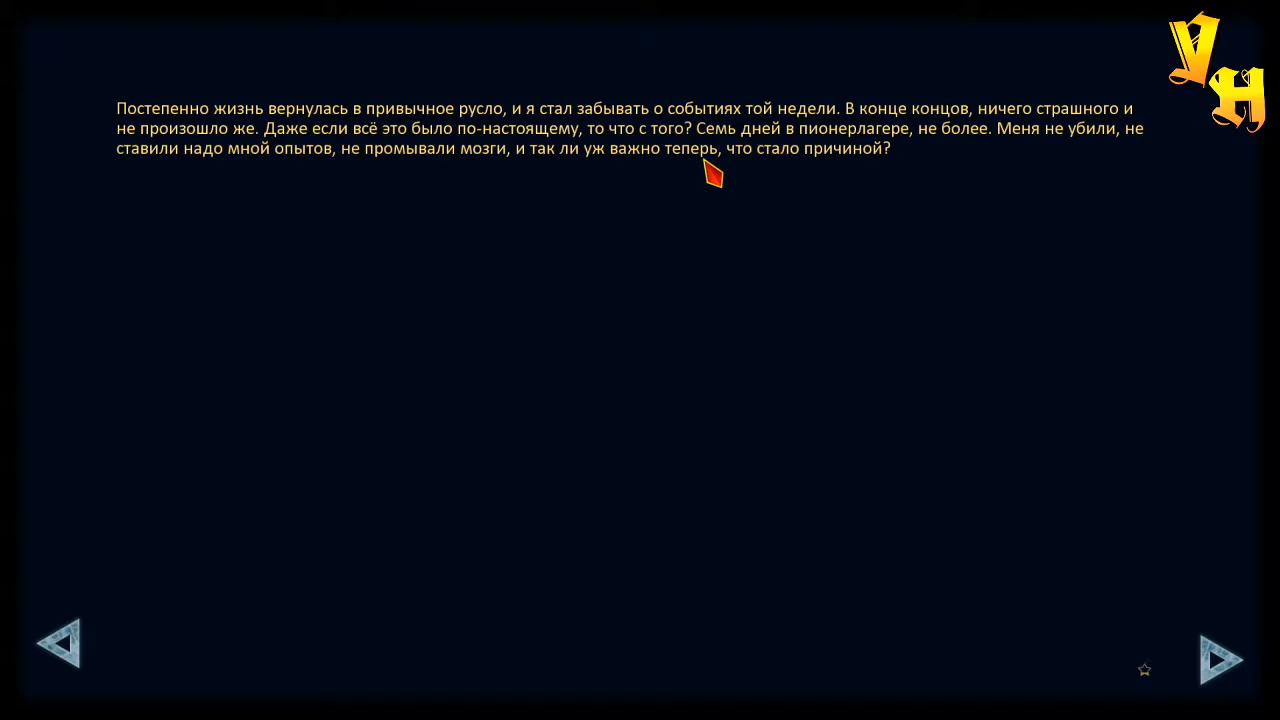 УН
Постепенно жизнь вернулась в привычное русло, и я стал забывать о событиях той недели. В конце концов, ничего страшного и
не произошло же. Даже если всё это было по-настоящему, то что с того? Семь дней в пионерлагере, не более. Меня не убили, не
ставили надо мной опытов, не промывали мозги, и так ли уж важно теперь, что стало причиной?